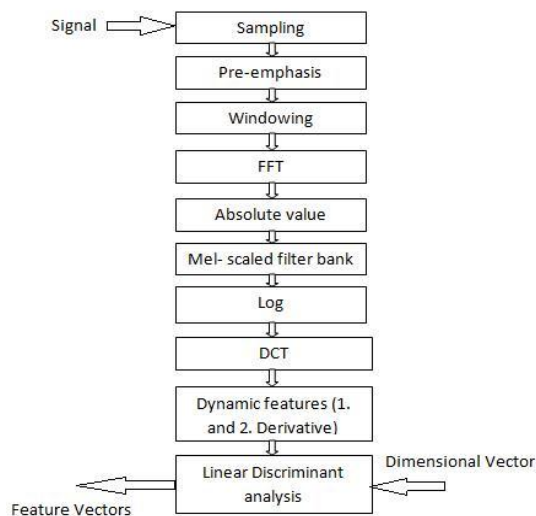 Signal
Sampling
Pre-emphasis
Windowing
FFT
Absolute value
Mel- scaled filter bank
Log
DCT
Dynamic features (1.
and 2. Derivative)
Linear Discriminant
analysis
Dimensional Vector
Feature Vectors